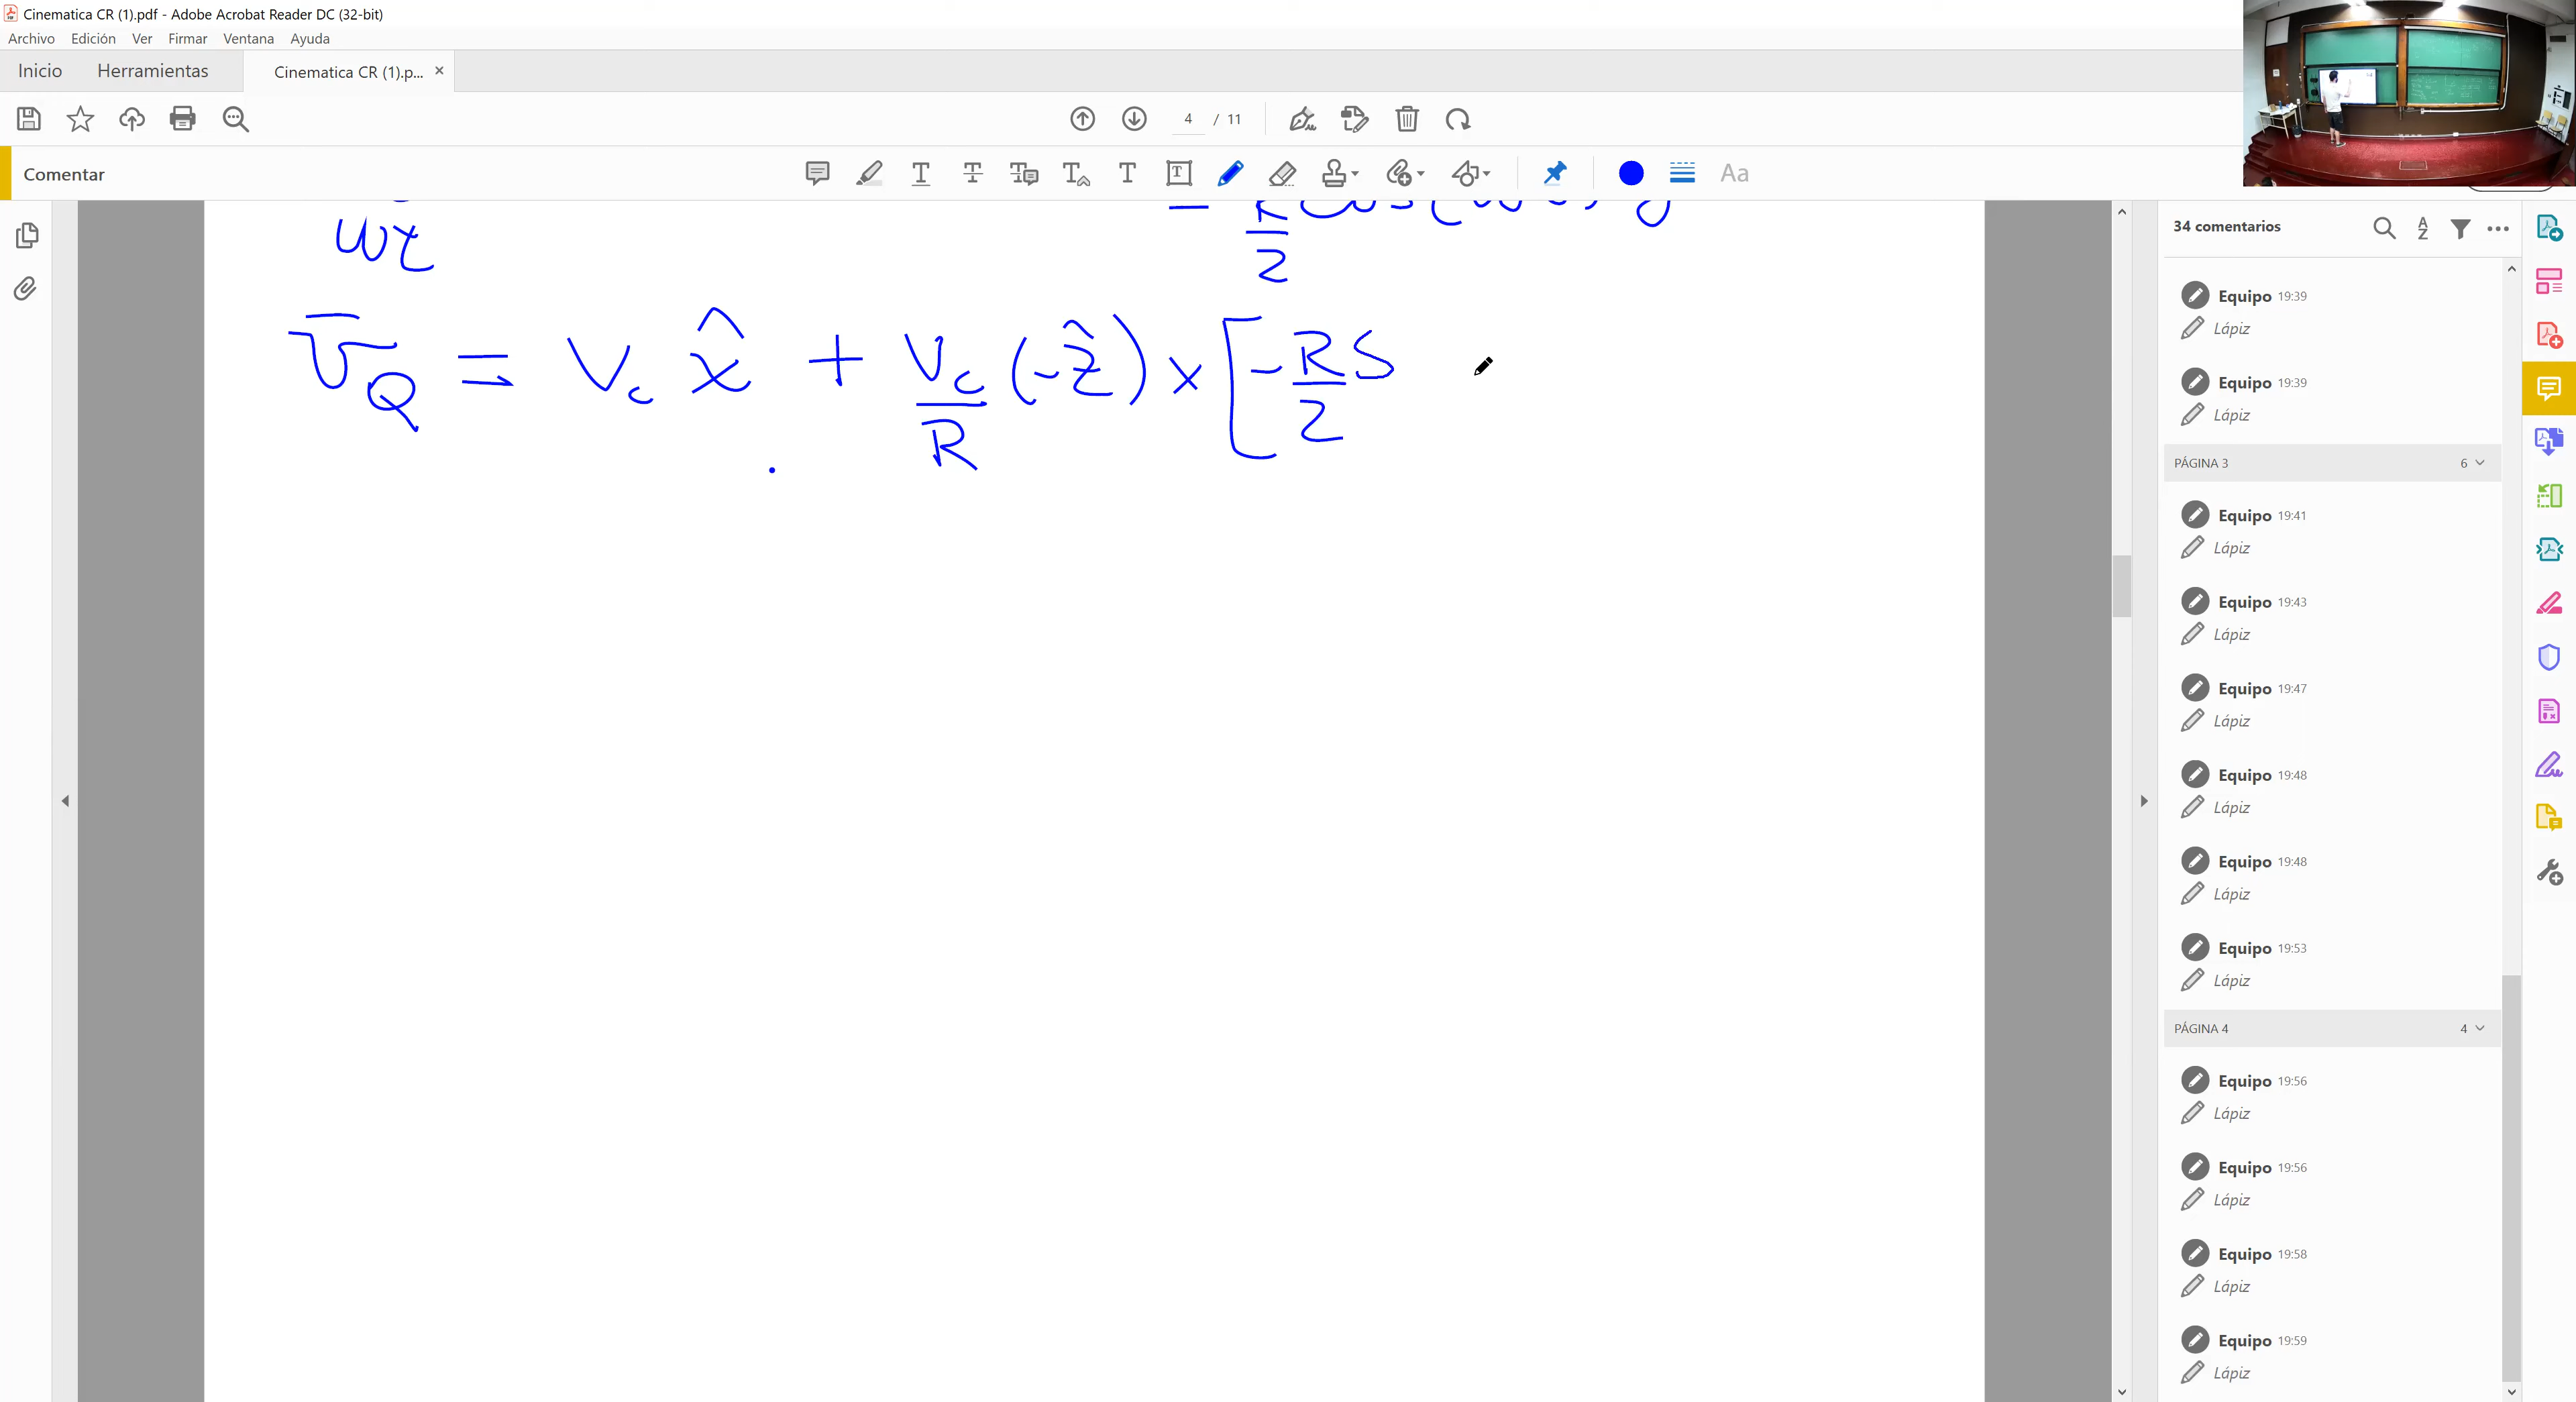 Cinematica CR (1).pdf - Adobe Acrobat Reader DC (32-bit)
Archivo Edición Ver Firmar Ventana Ayuda
Inicio Herramientas Cinematica CR (1).p... ×
4 / 11
Comentar
Aa
ωt
R/2
v̄_Q = V_c x̂ + V_c/R (-ẑ) × [-R/2 S
34 comentarios
Equipo 19:39
Lápiz
Equipo 19:39
Lápiz
PÁGINA 3 6
Equipo 19:41
Lápiz
Equipo 19:43
Lápiz
Equipo 19:47
Lápiz
Equipo 19:48
Lápiz
Equipo 19:48
Lápiz
Equipo 19:53
Lápiz
PÁGINA 4 4
Equipo 19:56
Lápiz
Equipo 19:56
Lápiz
Equipo 19:58
Lápiz
Equipo 19:59
Lápiz